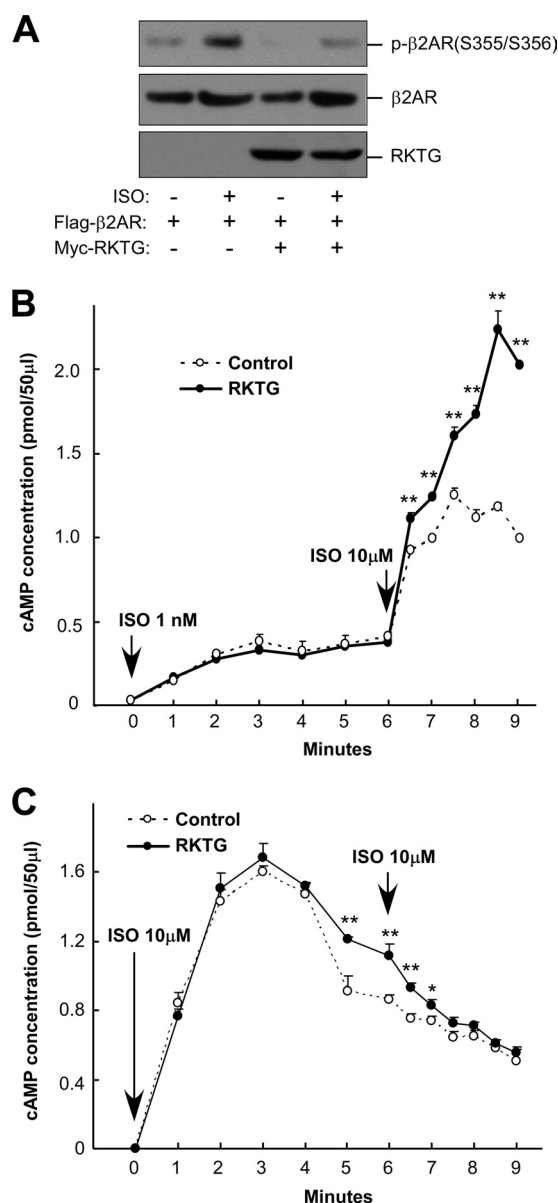 A
p-β2AR(S355/S356)
β2AR
RKTG
ISO: - + - +
Flag-β2AR: + + + +
Myc-RKTG: - - + +
B
cAMP concentration (pmol/50μl)
2.0
1.5
1.0
0.5
0
Control
RKTG
ISO 1 nM
ISO 10μM
** ** ** ** ** **
0 1 2 3 4 5 6 7 8 9
Minutes
C
cAMP concentration (pmol/50μl)
1.6
1.2
0.8
0.4
0
Control
RKTG
ISO 10μM
ISO 10μM
** ** ** *
0 1 2 3 4 5 6 7 8 9
Minutes